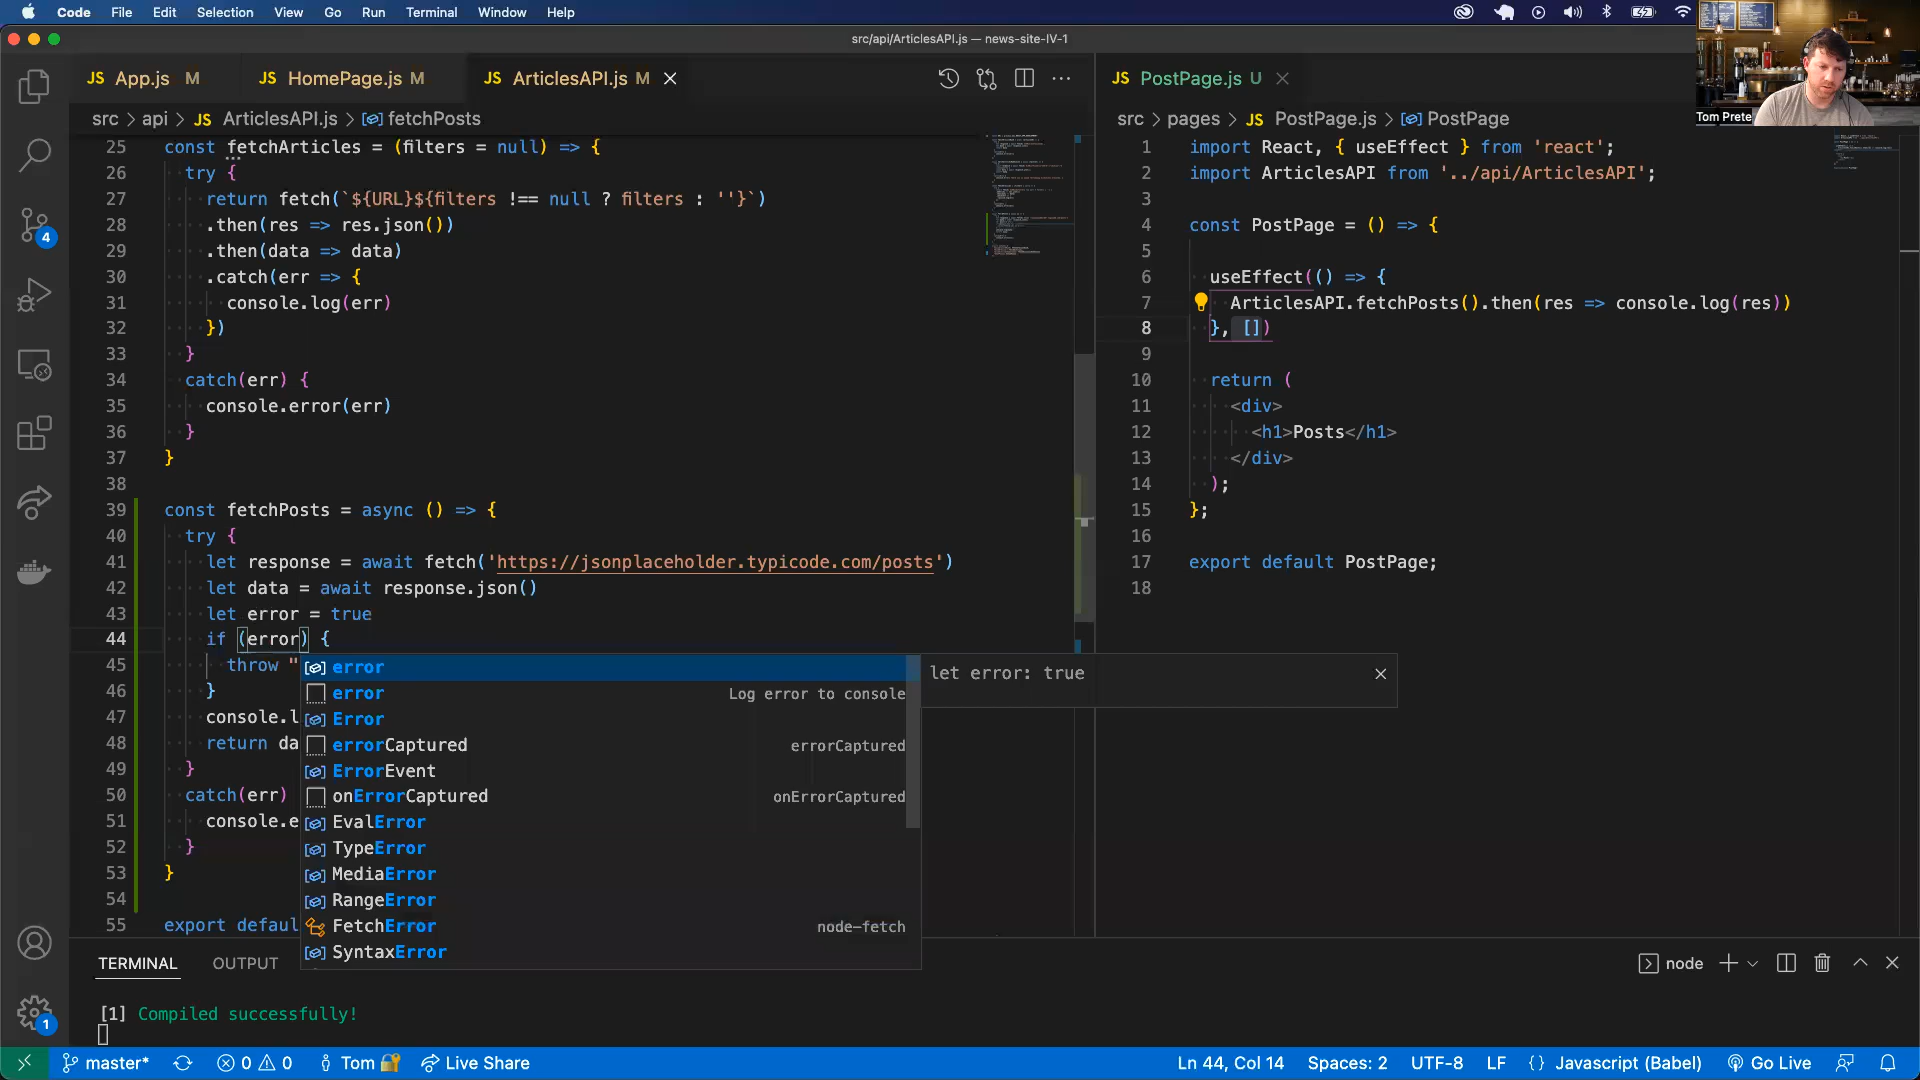 Code File Edit Selection View Go Run Terminal Window Help
src/api/ArticlesAPI.js — news-site-IV-1
JS App.js M JS HomePage.js M JS ArticlesAPI.js M
src > api > JS ArticlesAPI.js > fetchPosts
25 const fetchArticles = (filters = null) => {
26 try {
27 return fetch(`${URL}${filters !== null ? filters : ''}`)
28 .then(res => res.json())
29 .then(data => data)
30 .catch(err => {
31 console.log(err)
32 })
33 }
34 catch(err) {
35 console.error(err)
36 }
37 }
38
39 const fetchPosts = async () => {
40 try {
41 let response = await fetch('https://jsonplaceholder.typicode.com/posts')
42 let data = await response.json()
43 let error = true
44 if (error) {
45 throw "
46 }
47 console.l
48 return da
49 }
50 catch(err)
51 console.e
52 }
53 }
54
55 export defaul
error
error Log error to console
Error
errorCaptured errorCaptured
ErrorEvent
onErrorCaptured onErrorCaptured
EvalError
TypeError
MediaError
RangeError
FetchError node-fetch
SyntaxError
let error: true
JS PostPage.js U
src > pages > JS PostPage.js > PostPage
1 import React, { useEffect } from 'react';
2 import ArticlesAPI from '../api/ArticlesAPI';
3
4 const PostPage = () => {
5
6 useEffect(() => {
7 ArticlesAPI.fetchPosts().then(res => console.log(res))
8 }, [])
9
10 return (
11 <div>
12 <h1>Posts</h1>
13 </div>
14 );
15 };
16
17 export default PostPage;
18
Tom Prete
4
1
TERMINAL OUTPUT
node
[1] Compiled successfully!
master* 0 0 Tom Live Share
Ln 44, Col 14 Spaces: 2 UTF-8 LF {} Javascript (Babel) Go Live